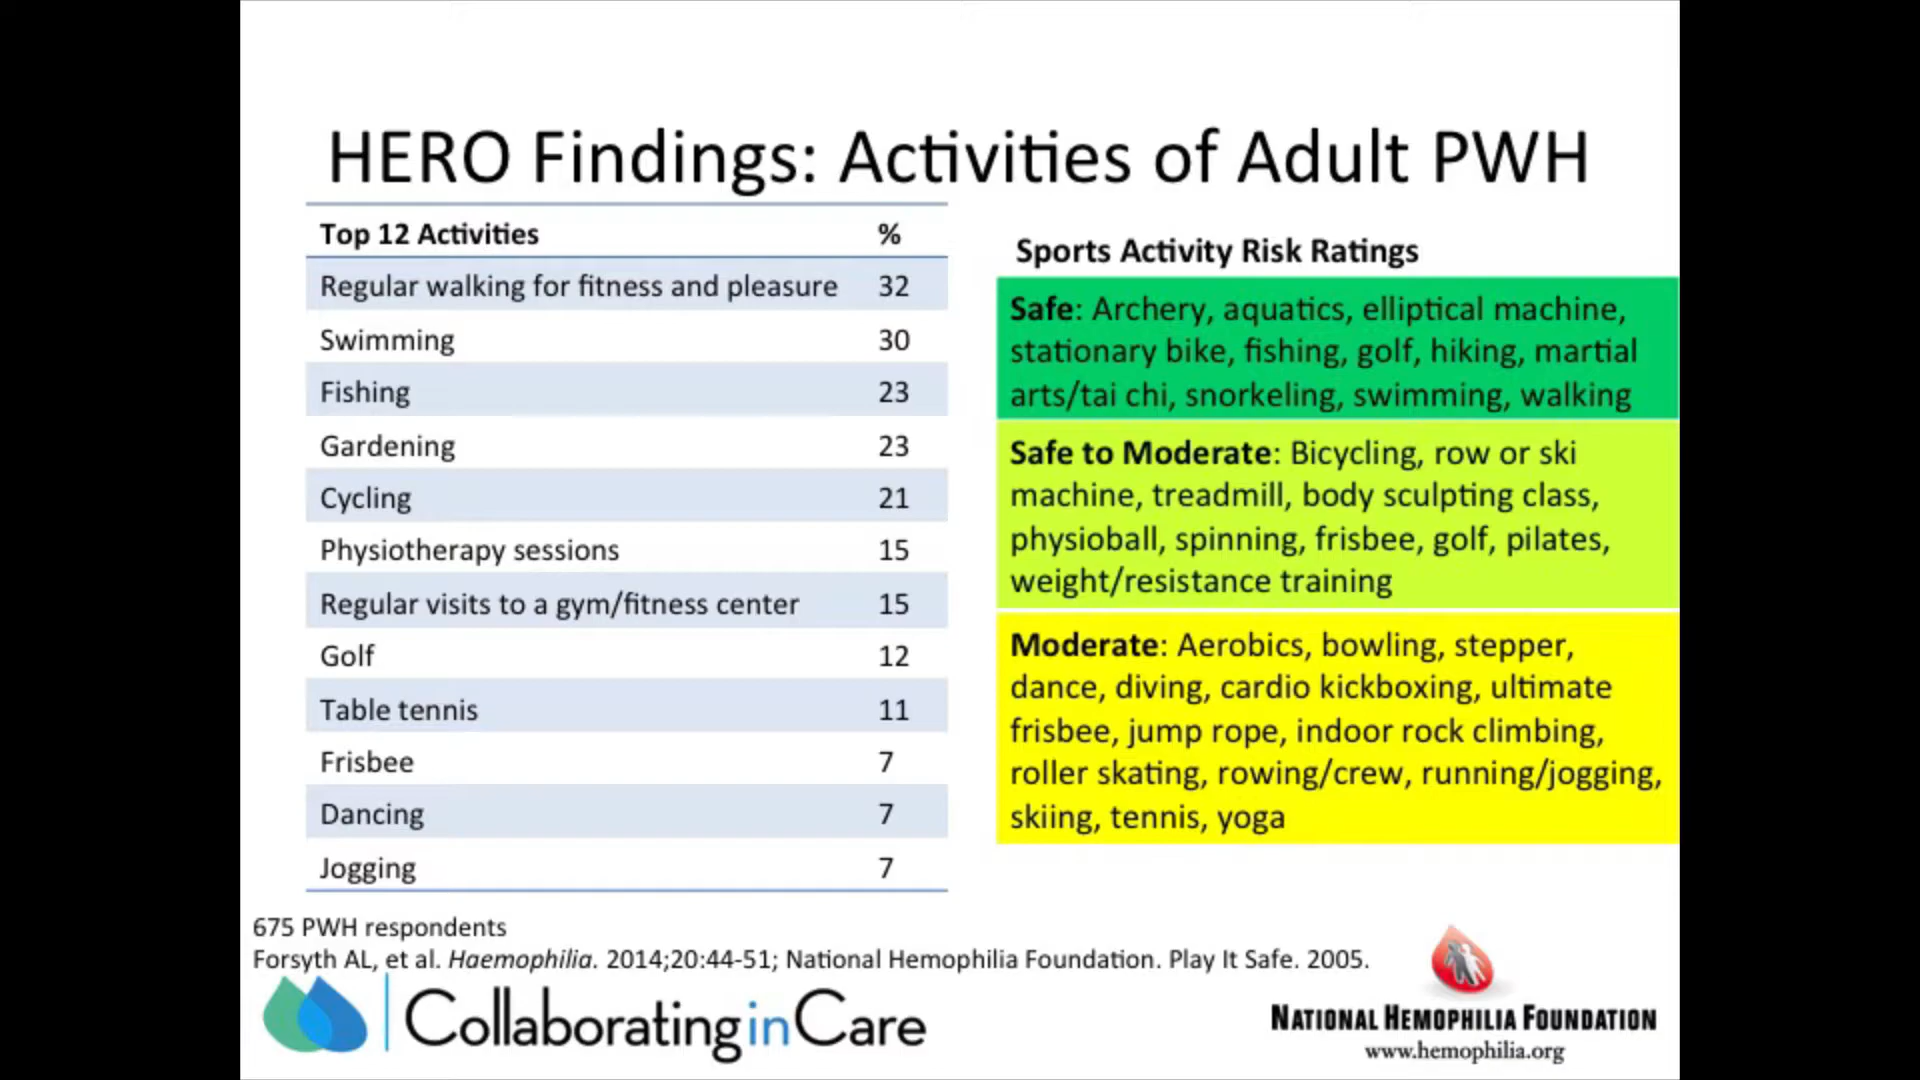 HERO Findings: Activities of Adult PWH
Top 12 Activities %
Regular walking for fitness and pleasure 32
Swimming 30
Fishing 23
Gardening 23
Cycling 21
Physiotherapy sessions 15
Regular visits to a gym/fitness center 15
Golf 12
Table tennis 11
Frisbee 7
Dancing 7
Jogging 7
Sports Activity Risk Ratings
Safe: Archery, aquatics, elliptical machine,
stationary bike, fishing, golf, hiking, martial
arts/tai chi, snorkeling, swimming, walking
Safe to Moderate: Bicycling, row or ski
machine, treadmill, body sculpting class,
physioball, spinning, frisbee, golf, pilates,
weight/resistance training
Moderate: Aerobics, bowling, stepper,
dance, diving, cardio kickboxing, ultimate
frisbee, jump rope, indoor rock climbing,
roller skating, rowing/crew, running/jogging,
skiing, tennis, yoga
675 PWH respondents
Forsyth AL, et al. Haemophilia. 2014;20:44-51; National Hemophilia Foundation. Play It Safe. 2005.
CollaboratinginCare
NATIONAL HEMOPHILIA FOUNDATION
www.hemophilia.org